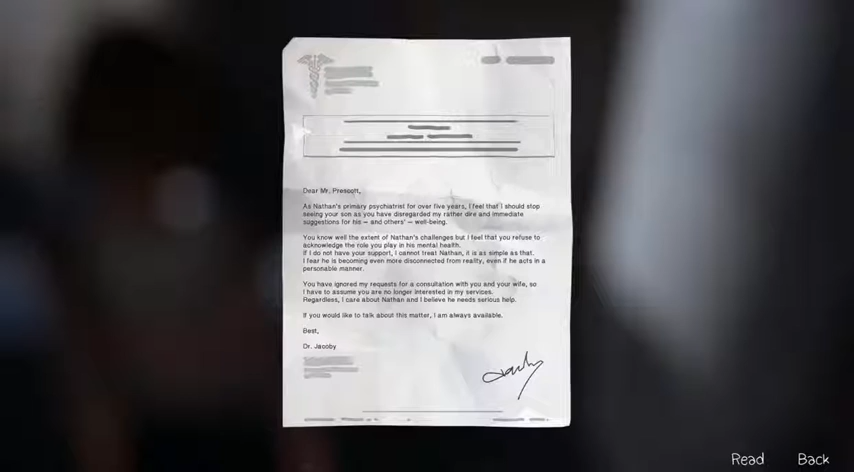 Dear Mr. Prescott,
As Nathan's primary psychiatrist for over five years, I feel that I should stop
seeing your son as you have disregarded my rather dire and immediate
suggestions for his – and others' – well-being.
You know well the extent of Nathan's challenges but I feel that you refuse to
acknowledge the role you play in his mental health.
If I do not have your support, I cannot treat Nathan, it is as simple as that.
I fear he is becoming even more disconnected from reality, even if he acts in a
personable manner.
You have ignored my requests for a consultation with you and your wife, so
I have to assume you are no longer interested in my services.
Regardless, I care about Nathan and I believe he needs serious help.
If you would like to talk about this matter, I am always available.
Best,
Dr. Jacoby
Read Back